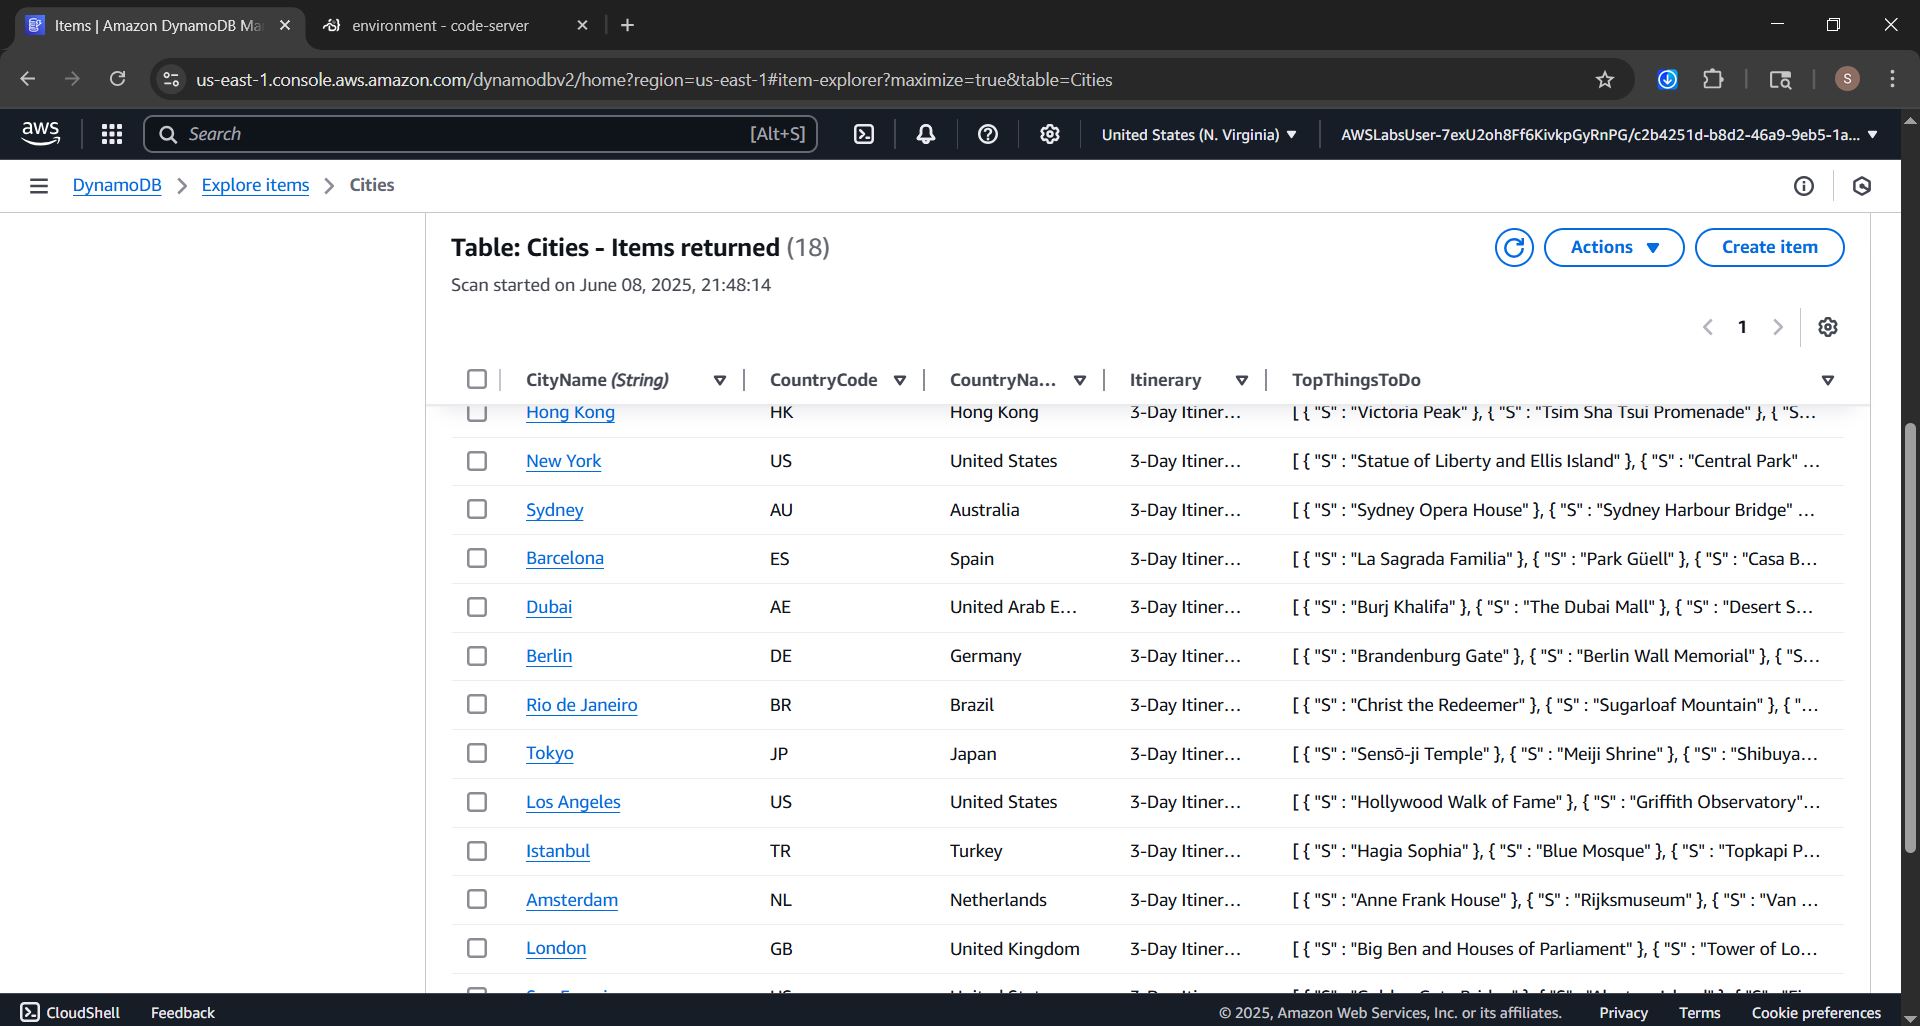 Items | Amazon DynamoDB Ma
environment - code-server
us-east-1.console.aws.amazon.com/dynamodbv2/home?region=us-east-1#item-explorer?maximize=true&table=Cities
S
aws
Search
[Alt+S]
United States (N. Virginia)
AWSLabsUser-7exU2oh8Ff6KivkpGyRnPG/c2b4251d-b8d2-46a9-9eb5-1a...
DynamoDB > Explore items > Cities
Table: Cities - Items returned (18)
Actions
Create item
Scan started on June 08, 2025, 21:48:14
1
CityName (String) CountryCode CountryNa... Itinerary TopThingsToDo
Hong Kong HK Hong Kong 3-Day Itiner... [ { "S" : "Victoria Peak" }, { "S" : "Tsim Sha Tsui Promenade" }, { "S...
New York US United States 3-Day Itiner... [ { "S" : "Statue of Liberty and Ellis Island" }, { "S" : "Central Park" ...
Sydney AU Australia 3-Day Itiner... [ { "S" : "Sydney Opera House" }, { "S" : "Sydney Harbour Bridge" ...
Barcelona ES Spain 3-Day Itiner... [ { "S" : "La Sagrada Familia" }, { "S" : "Park Güell" }, { "S" : "Casa B...
Dubai AE United Arab E... 3-Day Itiner... [ { "S" : "Burj Khalifa" }, { "S" : "The Dubai Mall" }, { "S" : "Desert S...
Berlin DE Germany 3-Day Itiner... [ { "S" : "Brandenburg Gate" }, { "S" : "Berlin Wall Memorial" }, { "S...
Rio de Janeiro BR Brazil 3-Day Itiner... [ { "S" : "Christ the Redeemer" }, { "S" : "Sugarloaf Mountain" }, { "...
Tokyo JP Japan 3-Day Itiner... [ { "S" : "Sensō-ji Temple" }, { "S" : "Meiji Shrine" }, { "S" : "Shibuya...
Los Angeles US United States 3-Day Itiner... [ { "S" : "Hollywood Walk of Fame" }, { "S" : "Griffith Observatory"...
Istanbul TR Turkey 3-Day Itiner... [ { "S" : "Hagia Sophia" }, { "S" : "Blue Mosque" }, { "S" : "Topkapi P...
Amsterdam NL Netherlands 3-Day Itiner... [ { "S" : "Anne Frank House" }, { "S" : "Rijksmuseum" }, { "S" : "Van ...
London GB United Kingdom 3-Day Itiner... [ { "S" : "Big Ben and Houses of Parliament" }, { "S" : "Tower of Lo...
CloudShell
Feedback
© 2025, Amazon Web Services, Inc. or its affiliates.
Privacy
Terms
Cookie preferences